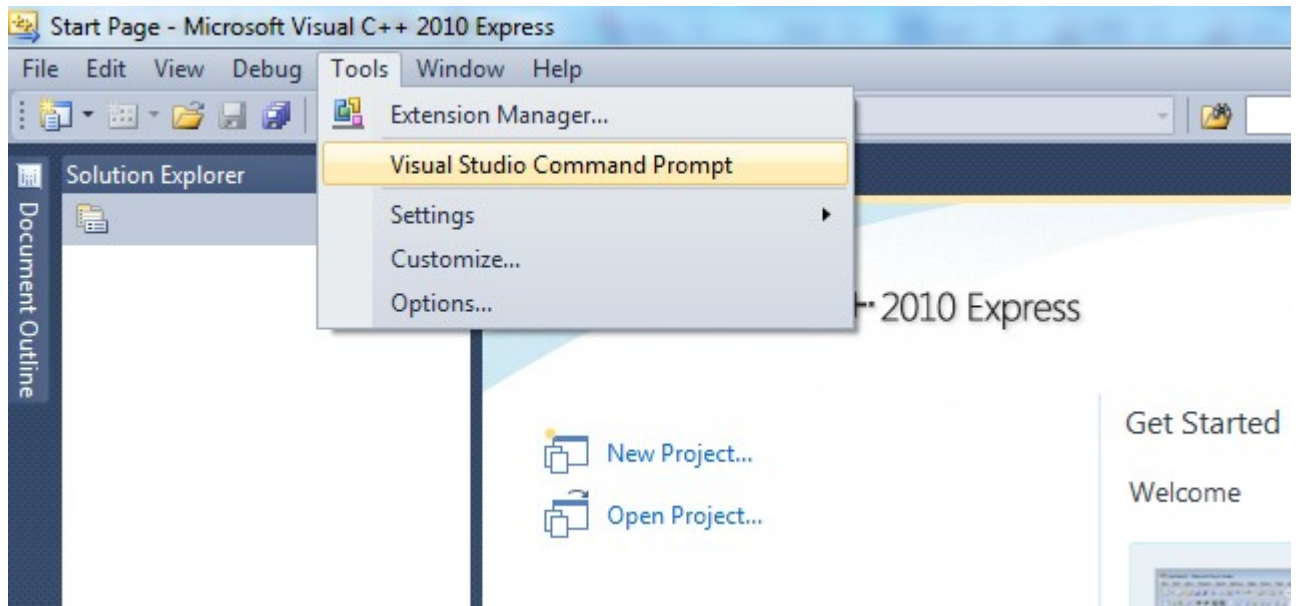 Start Page - Microsoft Visual C++ 2010 Express
File Edit View Debug Tools Window Help
Extension Manager...
Visual Studio Command Prompt
Settings
Customize...
Options...
Solution Explorer
Document Outline
2010 Express
New Project...
Open Project...
Get Started
Welcome